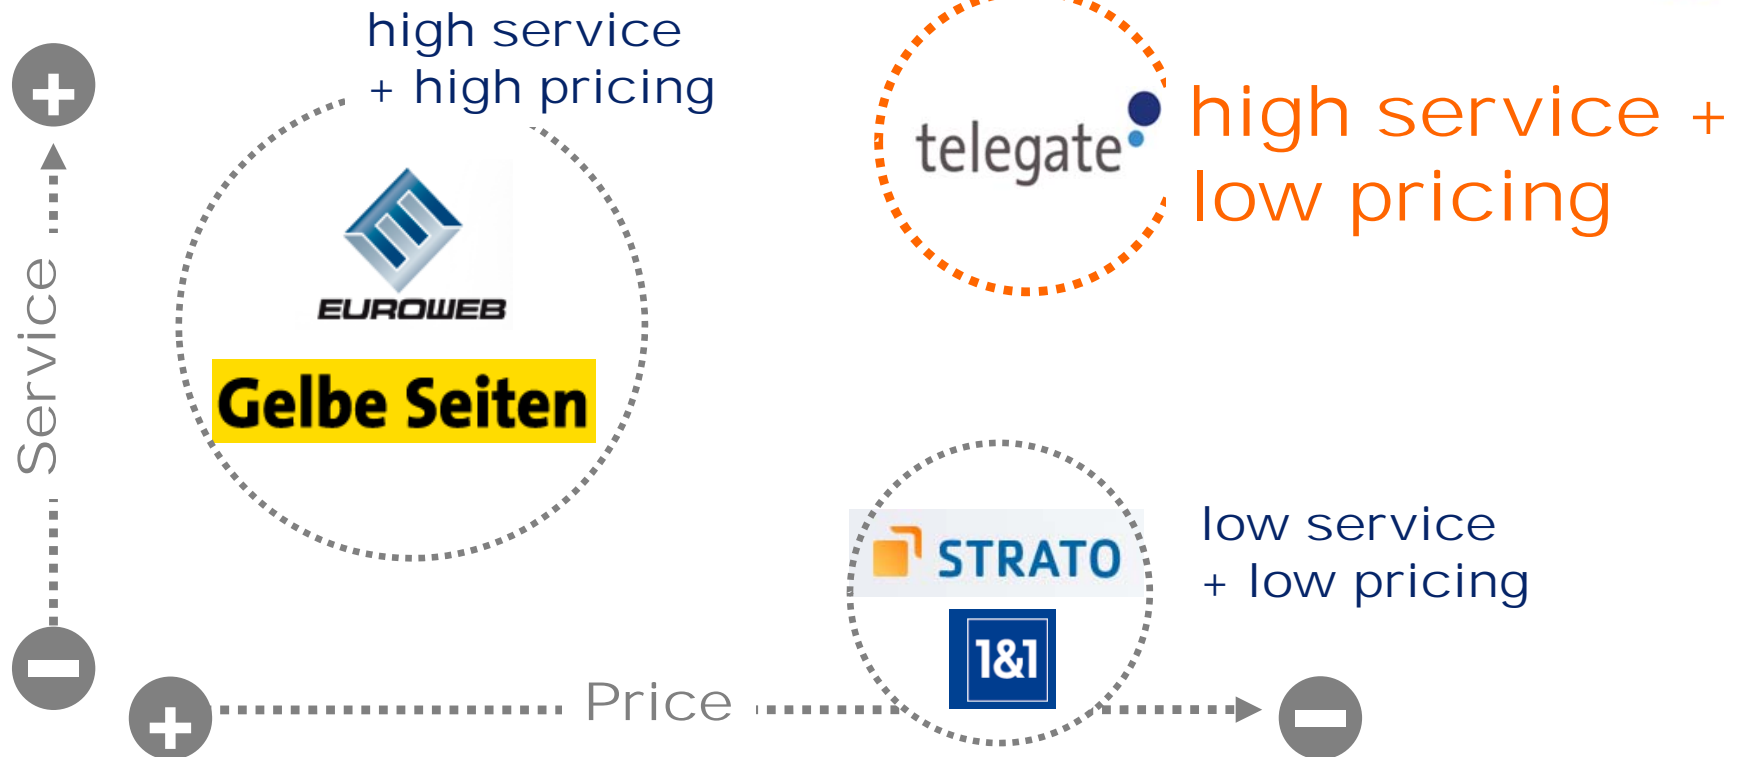 high service
+ high pricing
telegate
high service +
low pricing
EUROWEB
Gelbe Seiten
Service
STRATO
1&1
low service
+ low pricing
Price